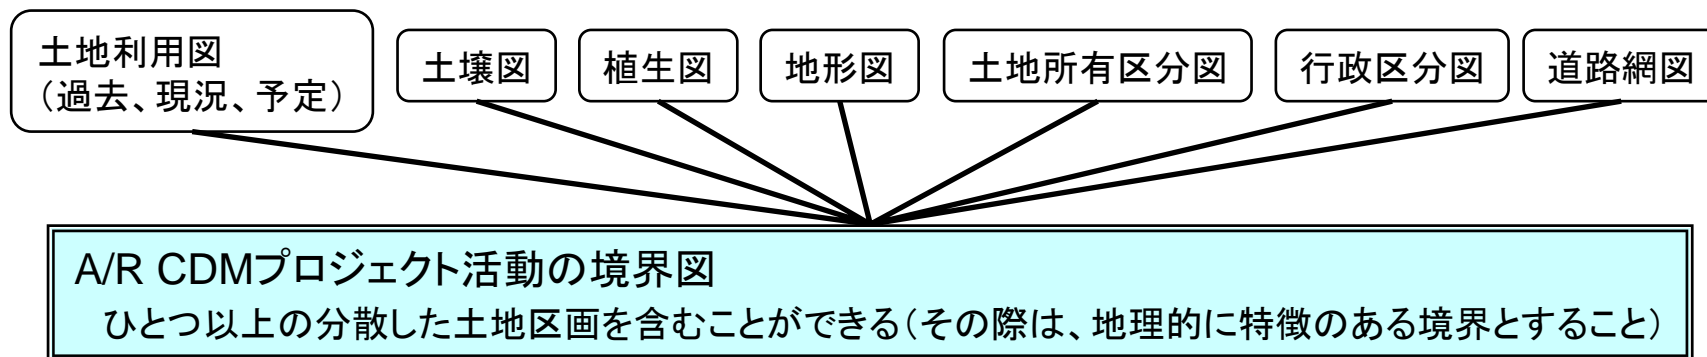 土地利用図
（過去、現況、予定）
土壌図
植生図
地形図
土地所有区分図
行政区分図
道路網図
A/R CDMプロジェクト活動の境界図
ひとつ以上の分散した土地区画を含むことができる（その際は、地理的に特徴のある境界とすること）